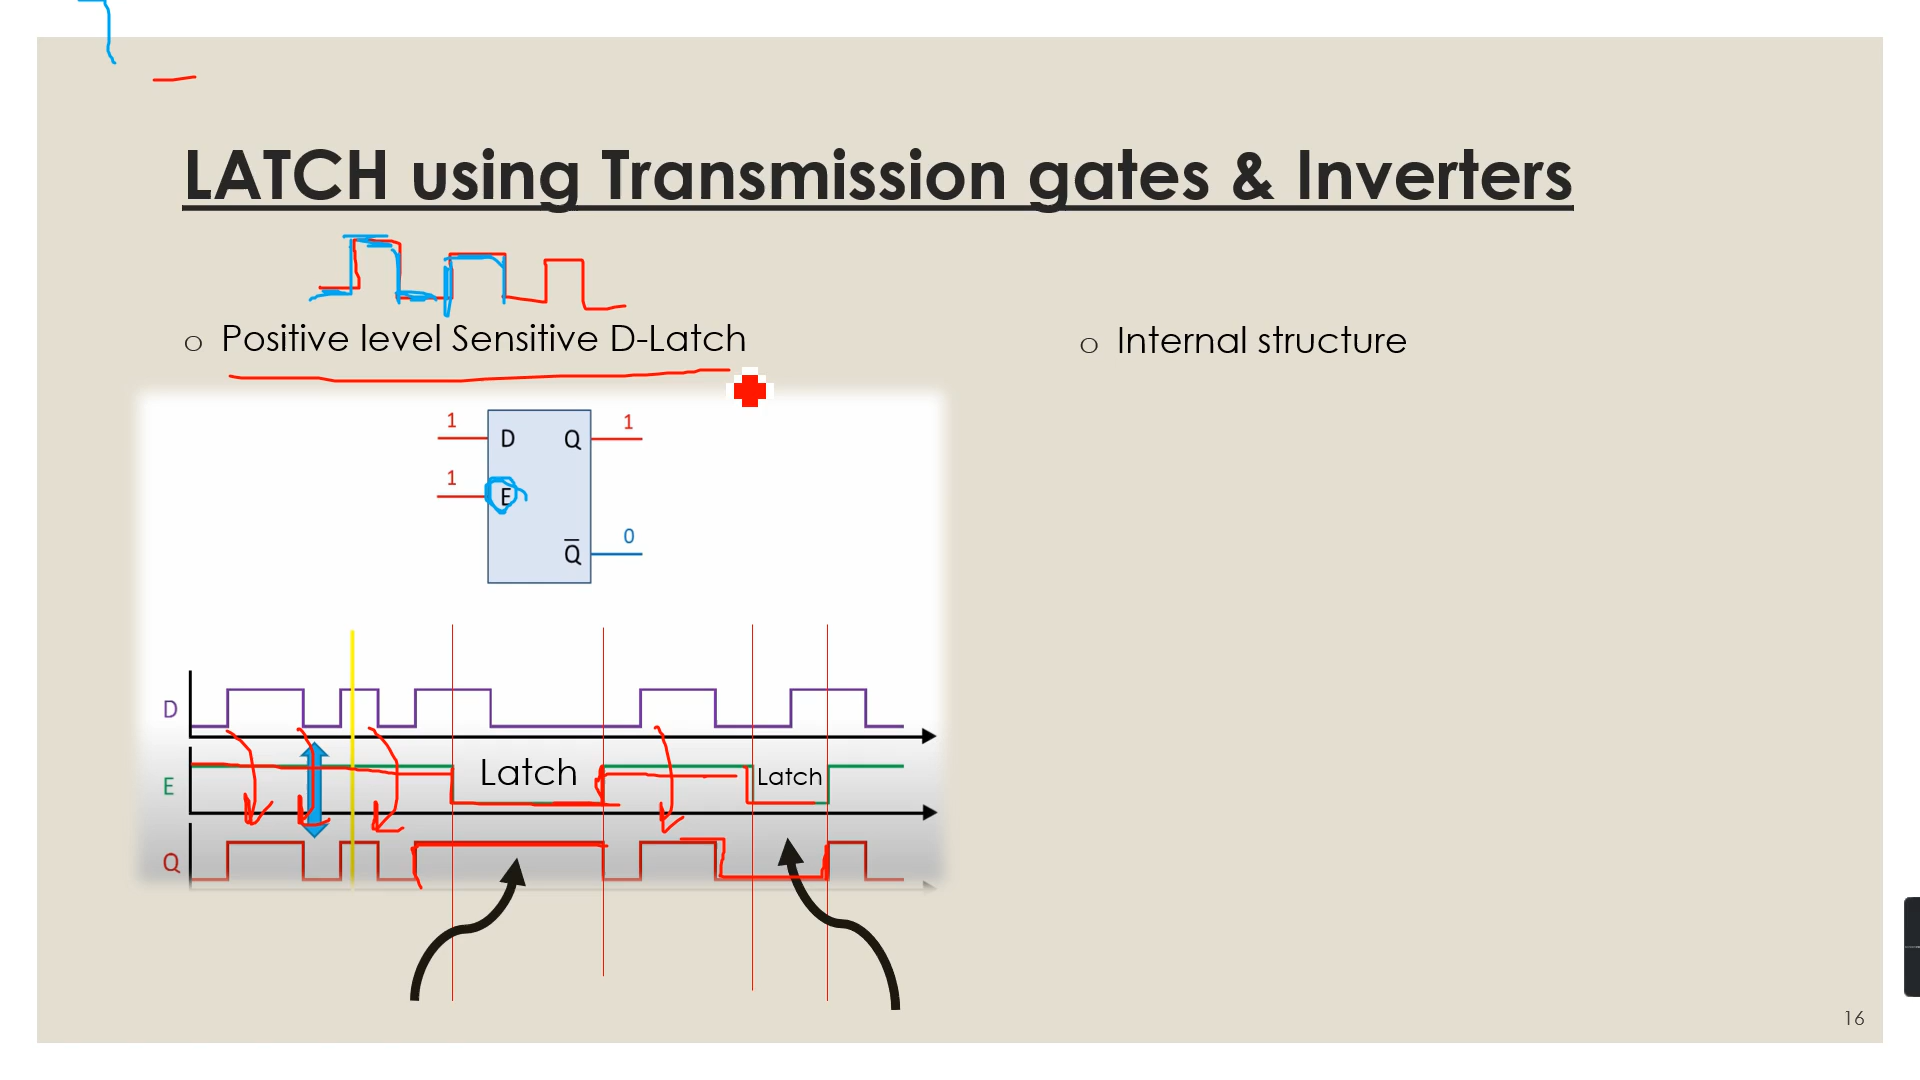 LATCH using Transmission gates & Inverters
o Positive level Sensitive D-Latch
o Internal structure
1 D Q 1
1 E
Q̅ 0
D
E Latch Latch
Q
16